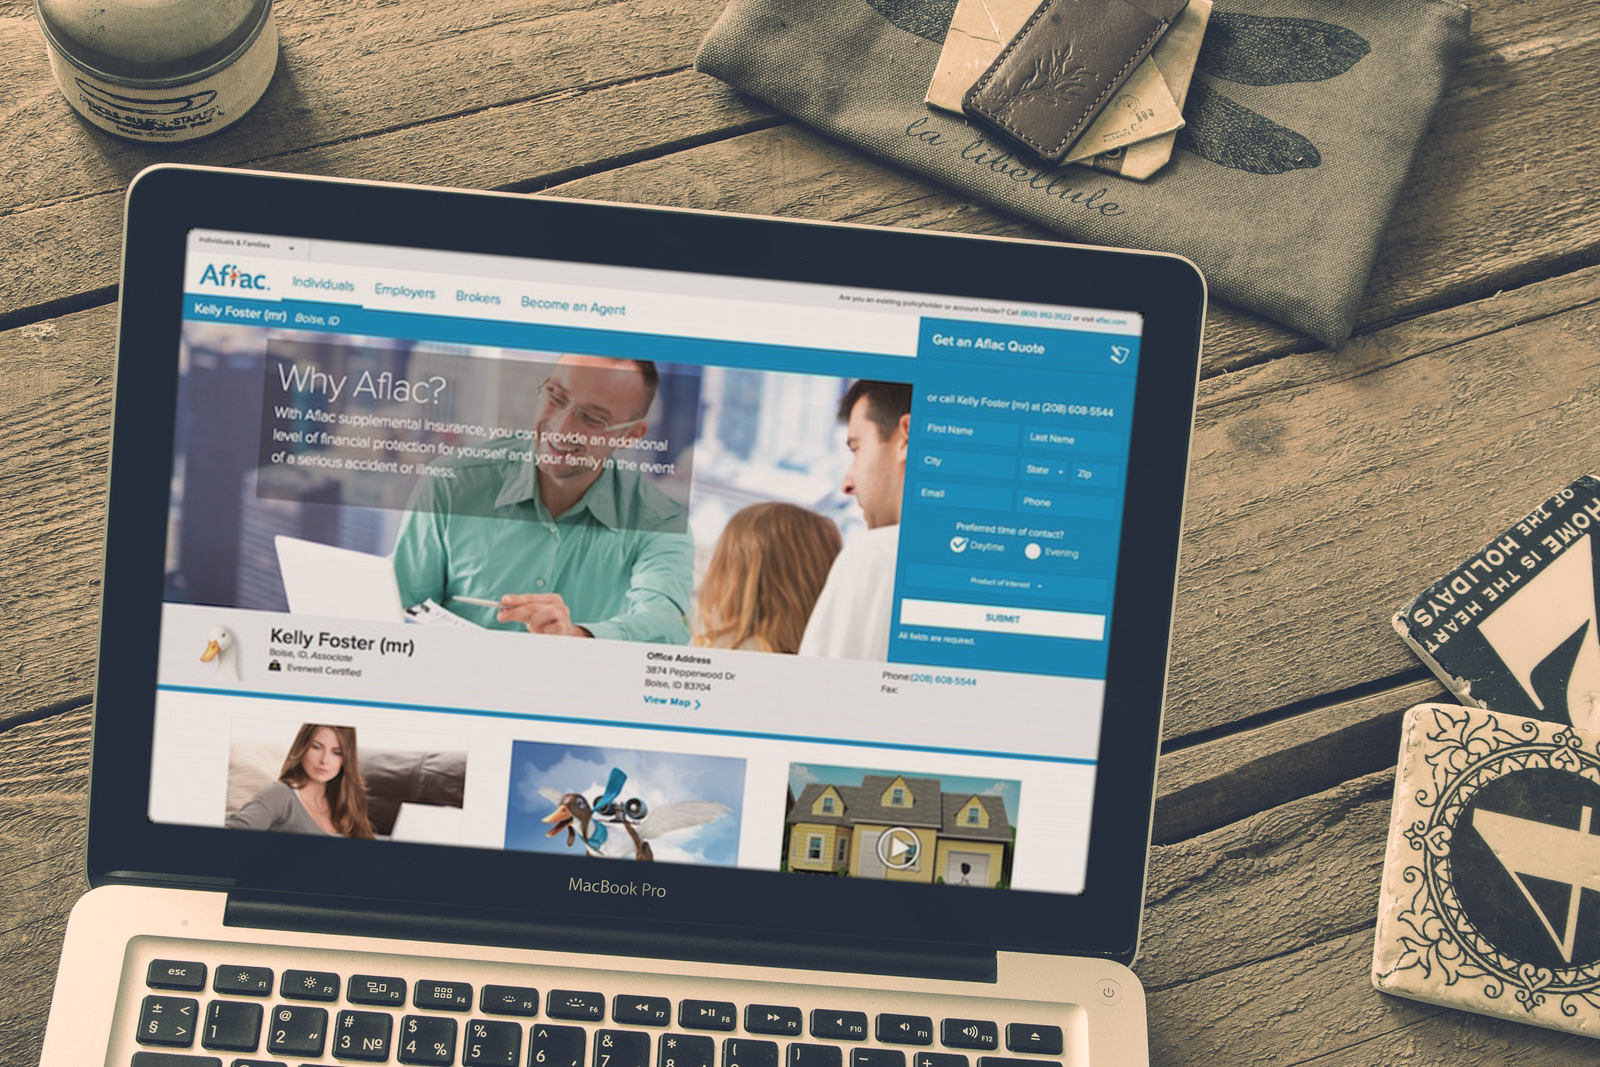 la libellule
HOME IS THE HEART
OF THE HOLIDAYS
Individuals & Families
Aflac.
Individuals
Employers
Brokers
Become an Agent
Are you an existing policyholder or account holder? Call (800) 992-3522 or visit aflac.com
Kelly Foster (mr) Boise, ID
Get an Aflac Quote
Why Aflac?
With Aflac supplemental insurance, you can provide an additional
level of financial protection for yourself and your family in the event
of a serious accident or illness.
or call Kelly Foster (mr) at (208) 608-5544
First Name
Last Name
City
State
Zip
Email
Phone
Preferred time of contact?
Daytime
Evening
Product of Interest
SUBMIT
All fields are required.
Kelly Foster (mr)
Boise, ID, Associate
Everwell Certified
Office Address
3874 Pepperwood Dr
Boise, ID 83704
View Map
Phone:(208) 608-5544
Fax:
MacBook Pro
esc F1 F2 F3 F4 F5 F6 F7 F8 F9 F10 F11 F12
± < ! @ # $ % ^ & * ( ) — +
§ > 1 2 “ 3 № 4 % 5 : 6 , 7 8